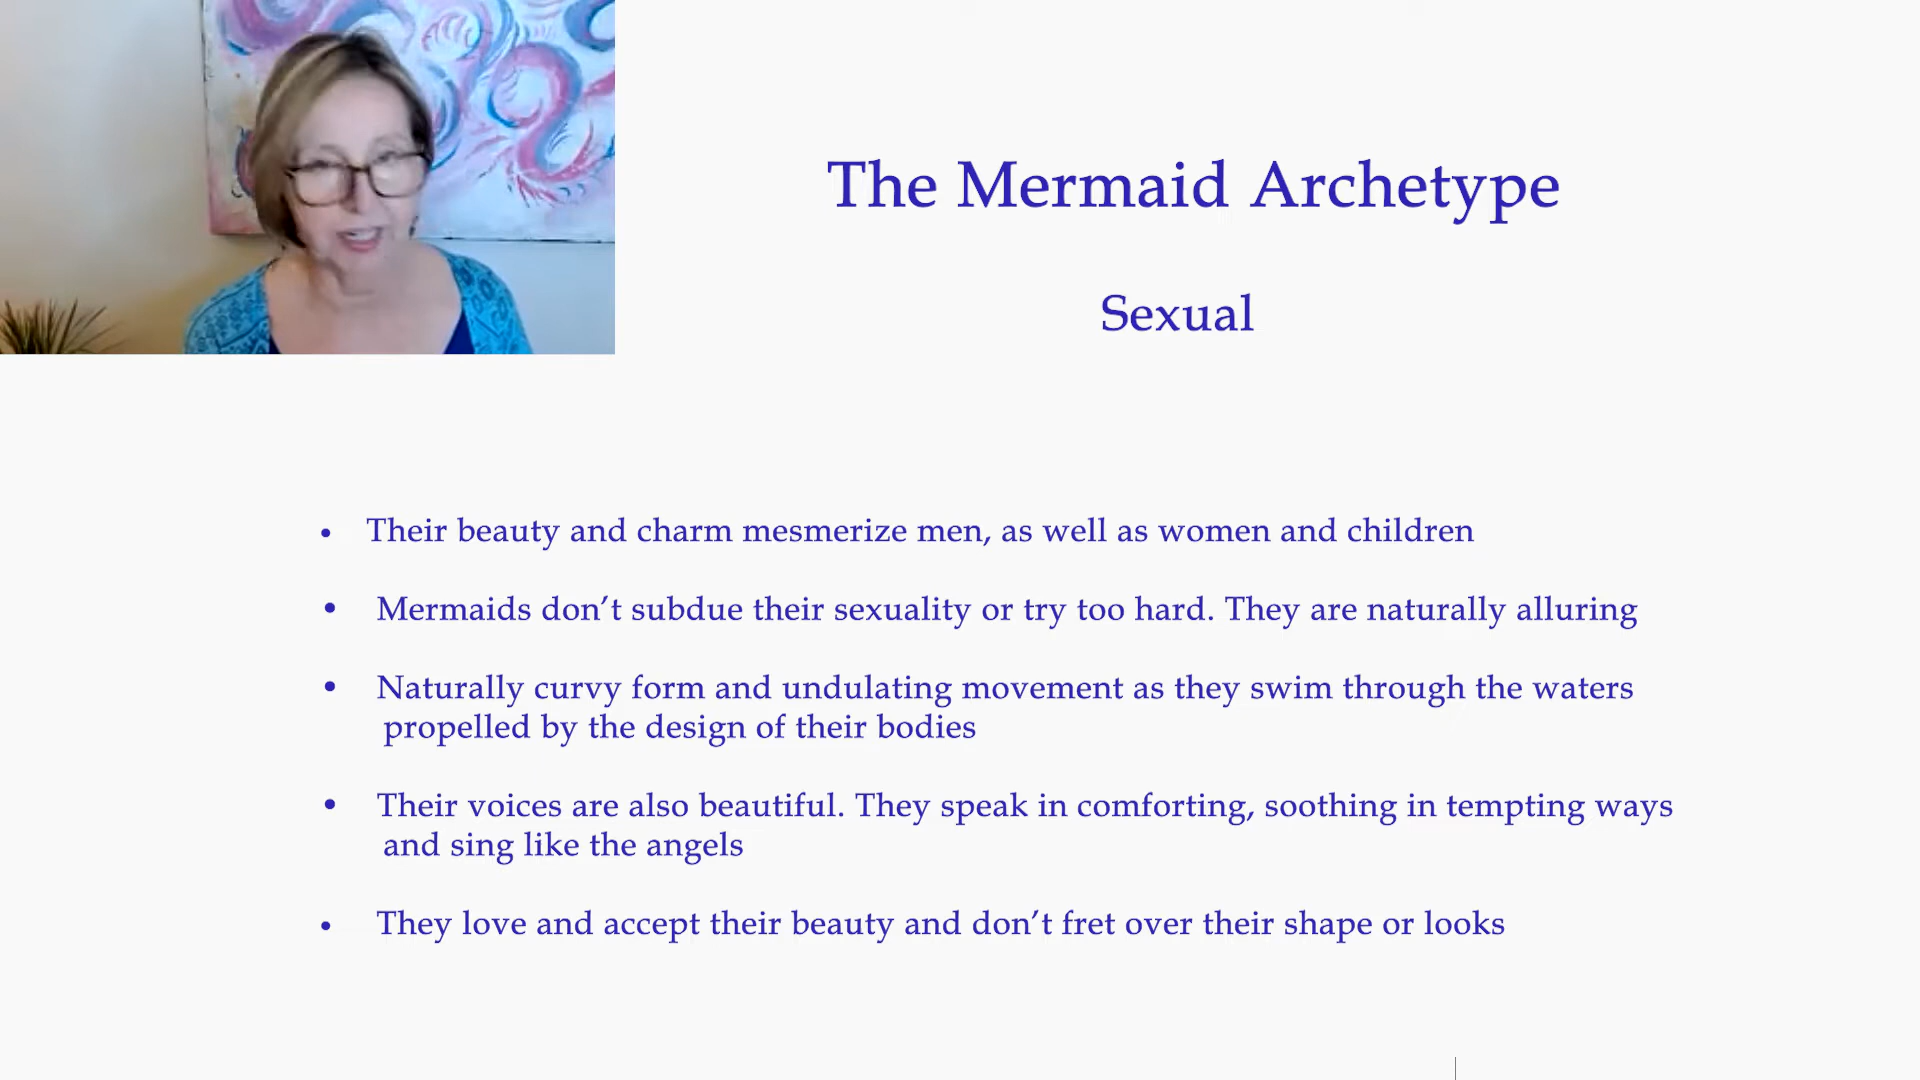 The Mermaid Archetype
Sexual
• Their beauty and charm mesmerize men, as well as women and children
• Mermaids don’t subdue their sexuality or try too hard. They are naturally alluring
• Naturally curvy form and undulating movement as they swim through the waters
propelled by the design of their bodies
• Their voices are also beautiful. They speak in comforting, soothing in tempting ways
and sing like the angels
• They love and accept their beauty and don’t fret over their shape or looks